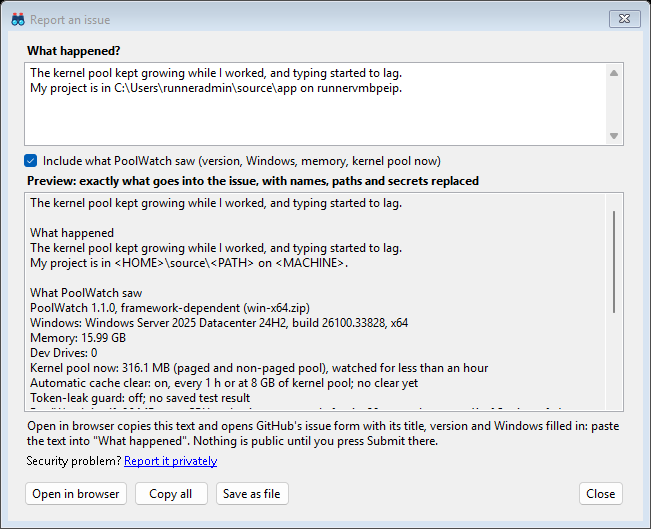 Report an issue
What happened?
The kernel pool kept growing while I worked, and typing started to lag.
My project is in C:\Users\runneradmin\source\app on runnervmbpeip.
Include what PoolWatch saw (version, Windows, memory, kernel pool now)
Preview: exactly what goes into the issue, with names, paths and secrets replaced
The kernel pool kept growing while I worked, and typing started to lag.
What happened
The kernel pool kept growing while I worked, and typing started to lag.
My project is in <HOME>\source\<PATH> on <MACHINE>.
What PoolWatch saw
PoolWatch 1.1.0, framework-dependent (win-x64.zip)
Windows: Windows Server 2025 Datacenter 24H2, build 26100.33828, x64
Memory: 15.99 GB
Dev Drives: 0
Kernel pool now: 316.1 MB (paged and non-paged pool), watched for less than an hour
Automatic cache clear: on, every 1 h or at 8 GB of kernel pool; no clear yet
Token-leak guard: off; no saved test result
Open in browser copies this text and opens GitHub's issue form with its title, version and Windows filled in: paste
the text into "What happened". Nothing is public until you press Submit there.
Security problem? Report it privately
Open in browser
Copy all
Save as file
Close